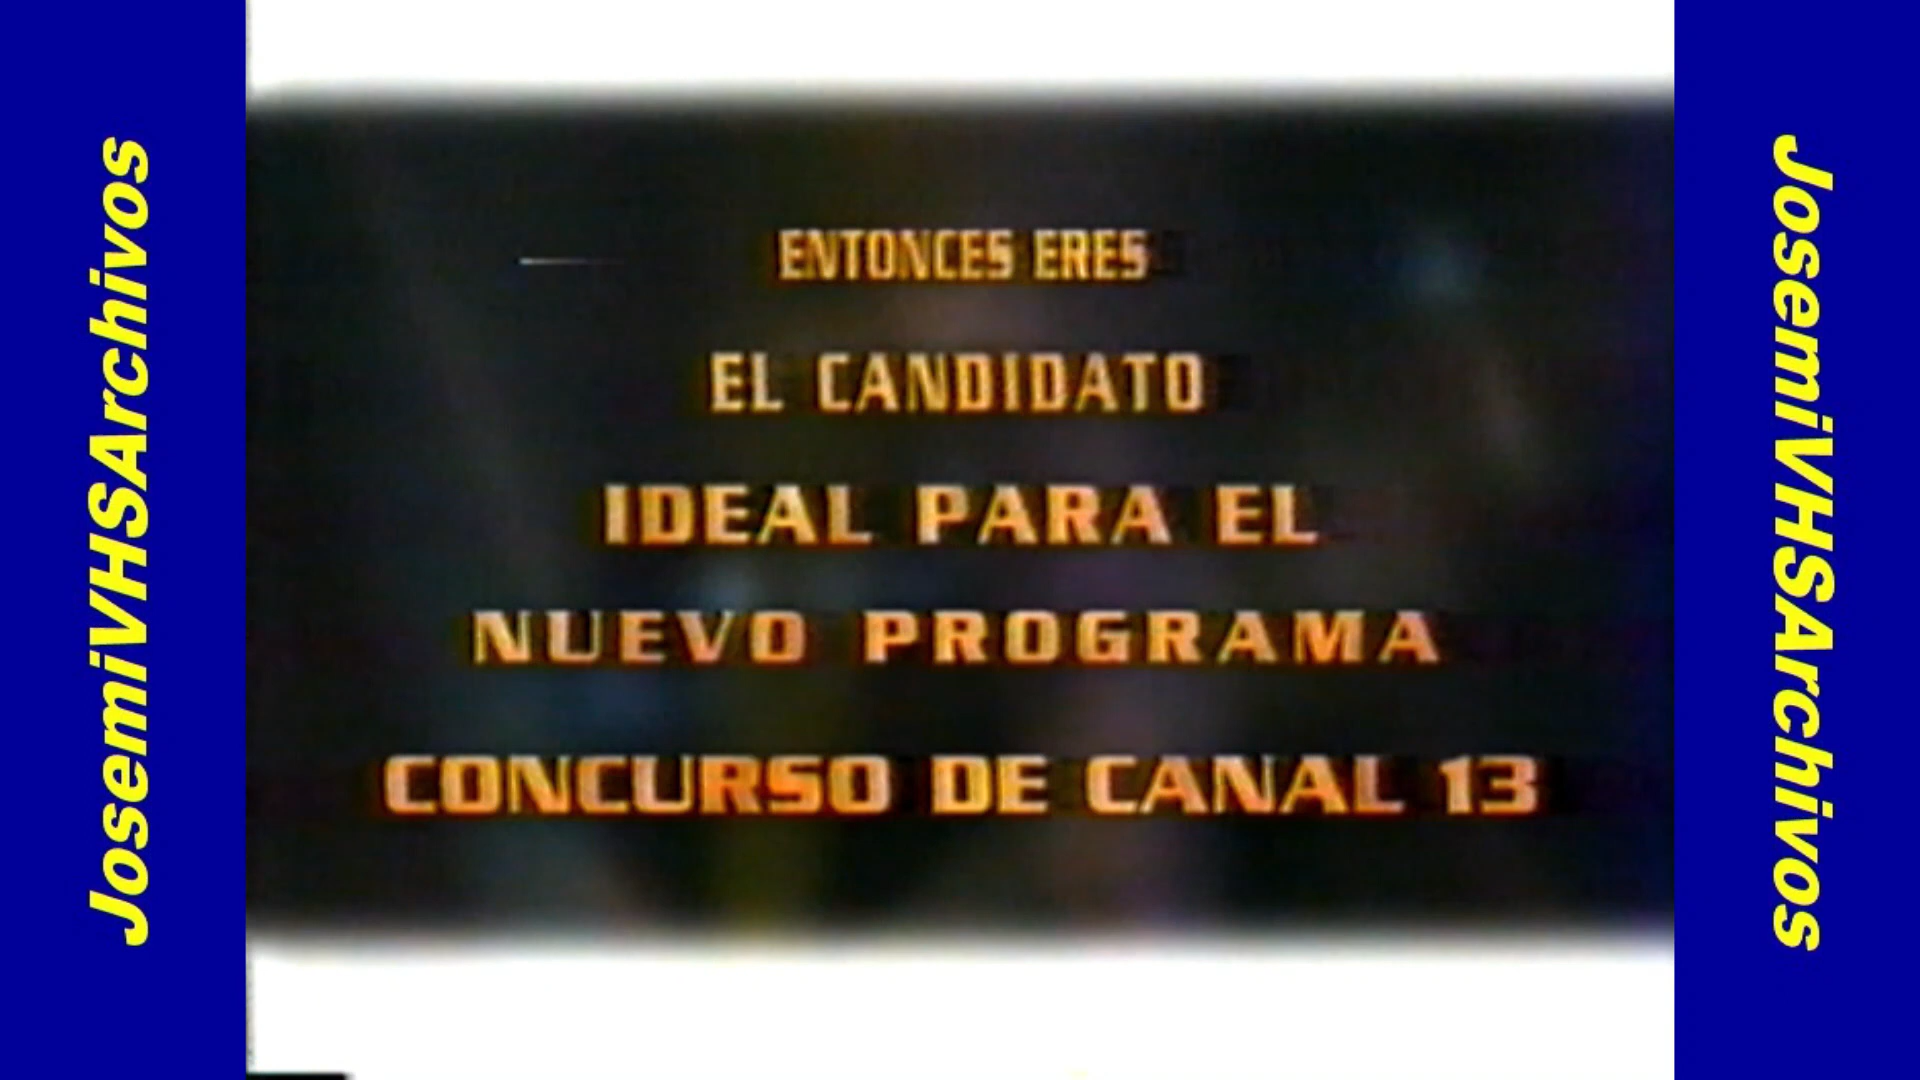 JosemiVHSArchivos
ENTONCES ERES
EL CANDIDATO
IDEAL PARA EL
NUEVO PROGRAMA
CONCURSO DE CANAL 13
JosemiVHSArchivos